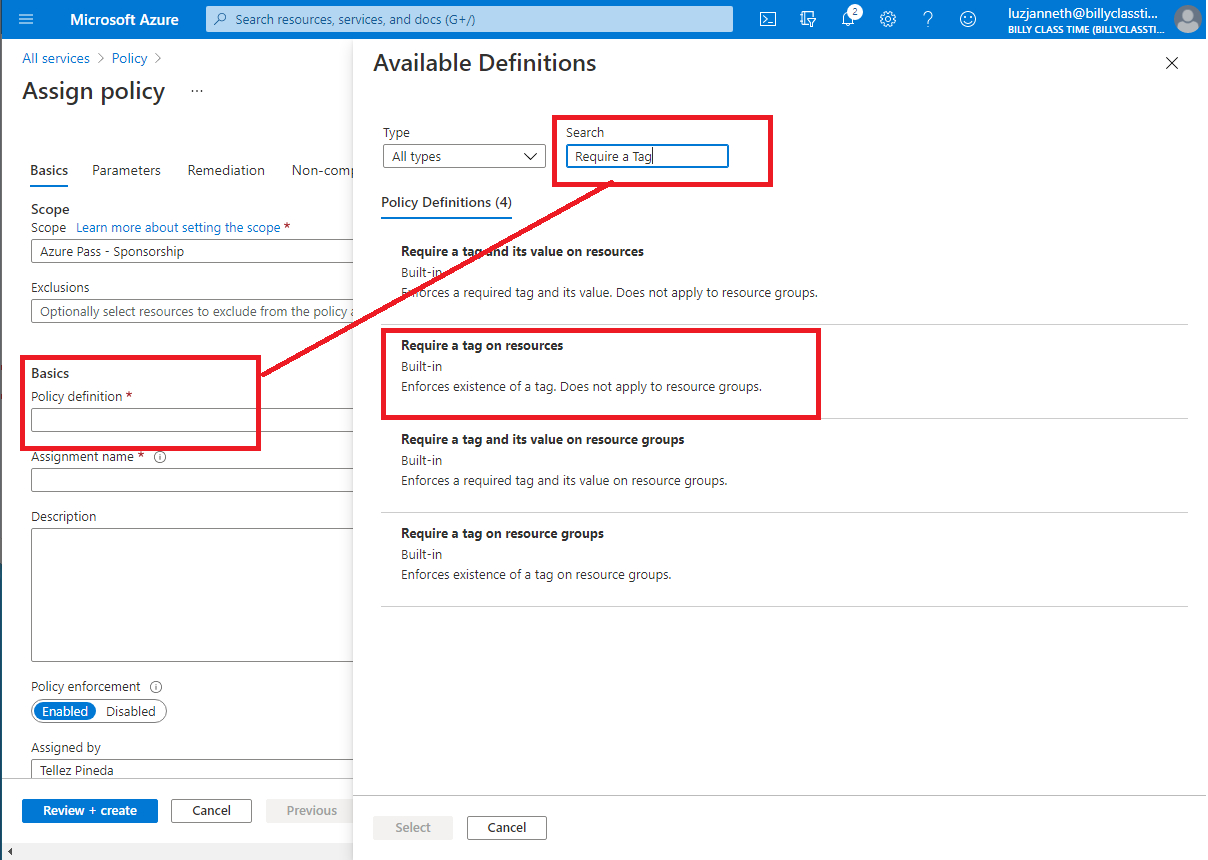 Microsoft Azure
Search resources, services, and docs (G+/)
2
luzjanneth@billyclassti...
BILLY CLASS TIME (BILLYCLASSTI...
All services > Policy >
Assign policy ...
Basics Parameters Remediation Non-comp
Scope
Scope Learn more about setting the scope *
Azure Pass - Sponsorship
Exclusions
Optionally select resources to exclude from the policy a
Basics
Policy definition *
Assignment name *
Description
Policy enforcement
Enabled Disabled
Assigned by
Tellez Pineda
Review + create Cancel Previous
Available Definitions
Type
All types
Search
Require a Tag
Policy Definitions (4)
Require a tag and its value on resources
Built-in
Enforces a required tag and its value. Does not apply to resource groups.
Require a tag on resources
Built-in
Enforces existence of a tag. Does not apply to resource groups.
Require a tag and its value on resource groups
Built-in
Enforces a required tag and its value on resource groups.
Require a tag on resource groups
Built-in
Enforces existence of a tag on resource groups.
Select Cancel